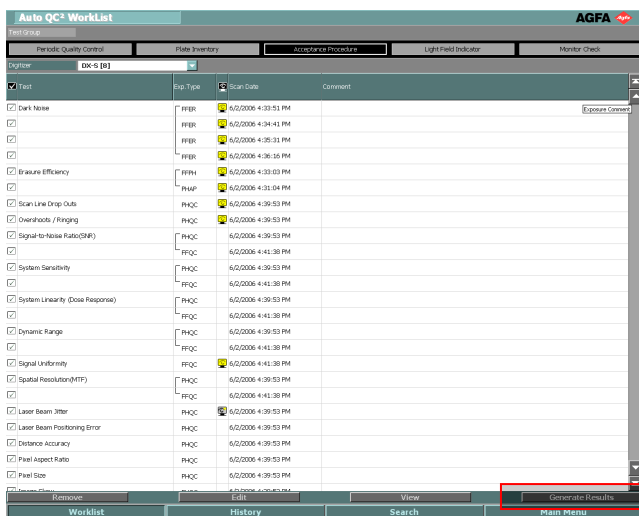 Auto QC² WorkList
AGFA
Test Group
Periodic Quality Control Plate Inventory Acceptance Procedure Light Field Indicator Monitor Check
Digitizer DX-S [8]
Test Exp.Type Scan Date Comment
Dark Noise FFER 6/2/2006 4:33:51 PM
Exposure Comment
FFER 6/2/2006 4:34:41 PM
FFER 6/2/2006 4:35:31 PM
FFER 6/2/2006 4:36:16 PM
Erasure Efficiency FFPH 6/2/2006 4:33:03 PM
PHAP 6/2/2006 4:31:04 PM
Scan Line Drop Outs PHQC 6/2/2006 4:39:53 PM
Overshoots / Ringing PHQC 6/2/2006 4:39:53 PM
Signal-to-Noise Ratio(SNR) PHQC 6/2/2006 4:39:53 PM
FFQC 6/2/2006 4:41:38 PM
System Sensitivity PHQC 6/2/2006 4:39:53 PM
FFQC 6/2/2006 4:41:38 PM
System Linearity (Dose Response) PHQC 6/2/2006 4:39:53 PM
FFQC 6/2/2006 4:41:38 PM
Dynamic Range PHQC 6/2/2006 4:39:53 PM
FFQC 6/2/2006 4:41:38 PM
Signal Uniformity FFQC 6/2/2006 4:41:38 PM
Spatial Resolution(MTF) PHQC 6/2/2006 4:39:53 PM
FFQC 6/2/2006 4:41:38 PM
Laser Beam Jitter PHQC 6/2/2006 4:39:53 PM
Laser Beam Positioning Error PHQC 6/2/2006 4:39:53 PM
Distance Accuracy PHQC 6/2/2006 4:39:53 PM
Pixel Aspect Ratio PHQC 6/2/2006 4:39:53 PM
Pixel Size PHQC 6/2/2006 4:39:53 PM
Remove Edit View Generate Results
Worklist History Search Main Menu